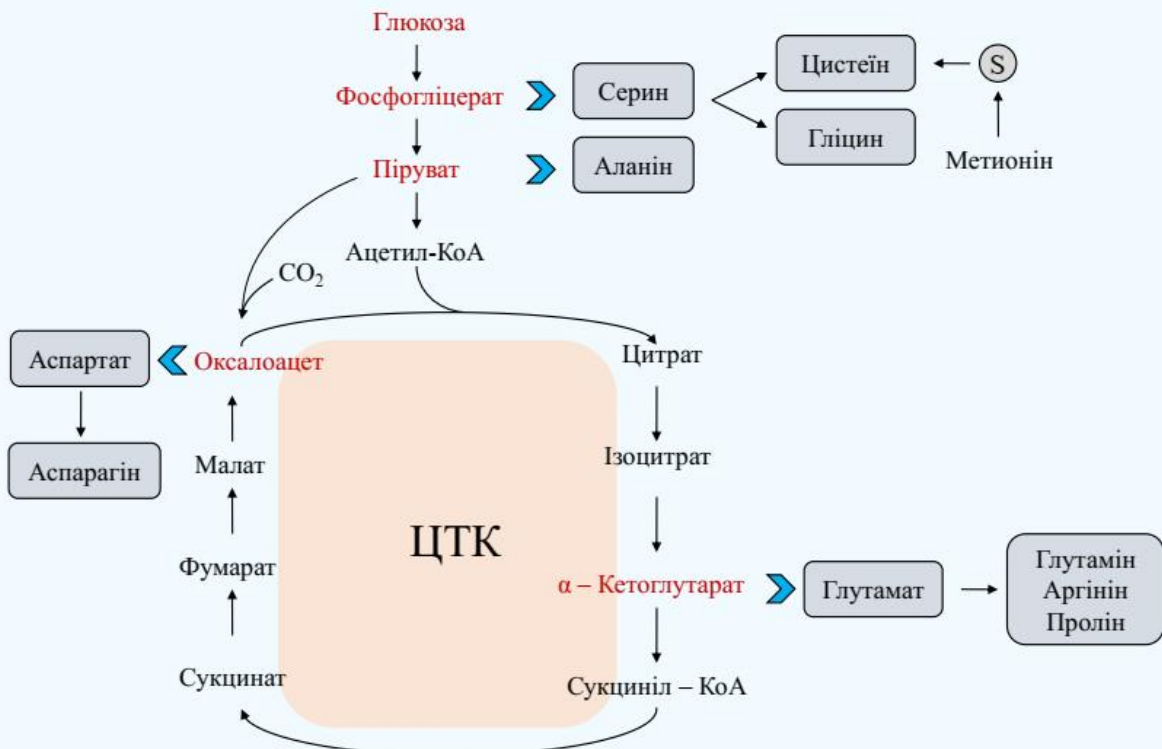 Глюкоза
Фосфогліцерат
Серин
Цистеїн
S
Гліцин
Метионін
Піруват
Аланін
Ацетил-КоА
CO₂
Аспартат
Оксалоацет
Цитрат
Аспарагін
Малат
Ізоцитрат
ЦТК
Фумарат
α – Кетоглутарат
Глутамат
Глутамін
Аргінін
Пролін
Сукцинат
Сукциніл – КоА